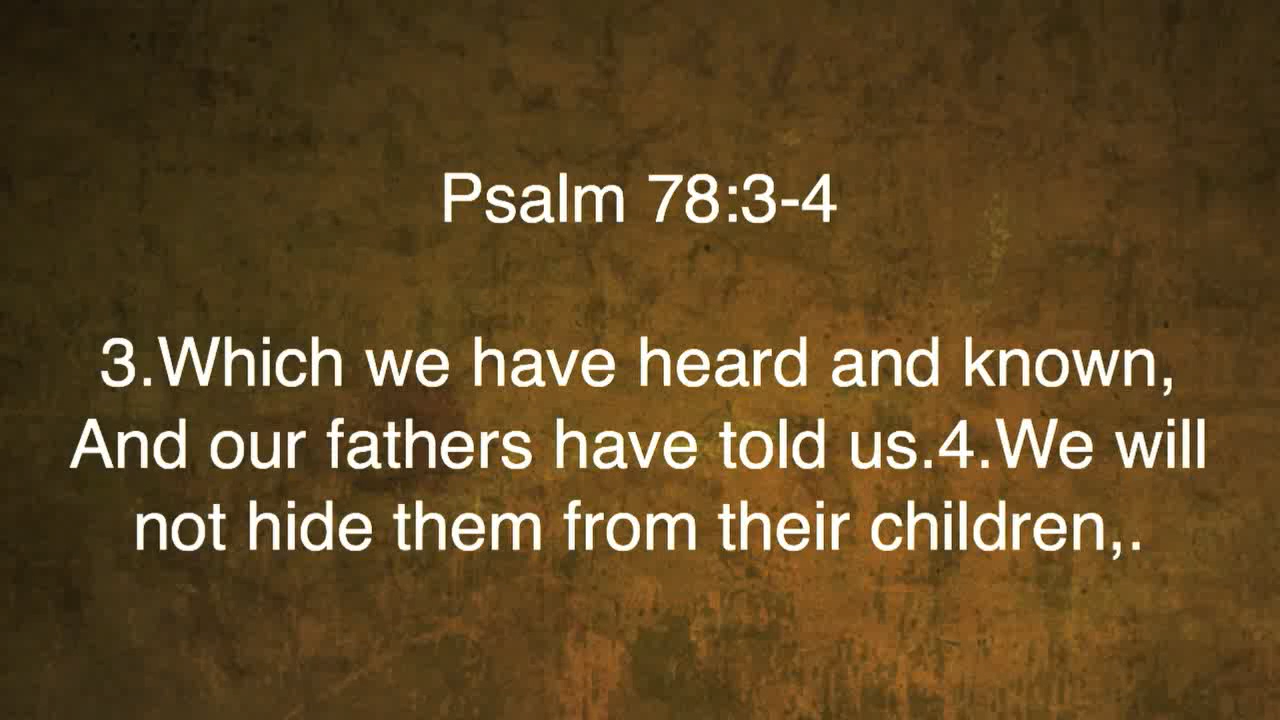 Psalm 78:3-4
3.Which we have heard and known,
And our fathers have told us.4.We will
not hide them from their children,.